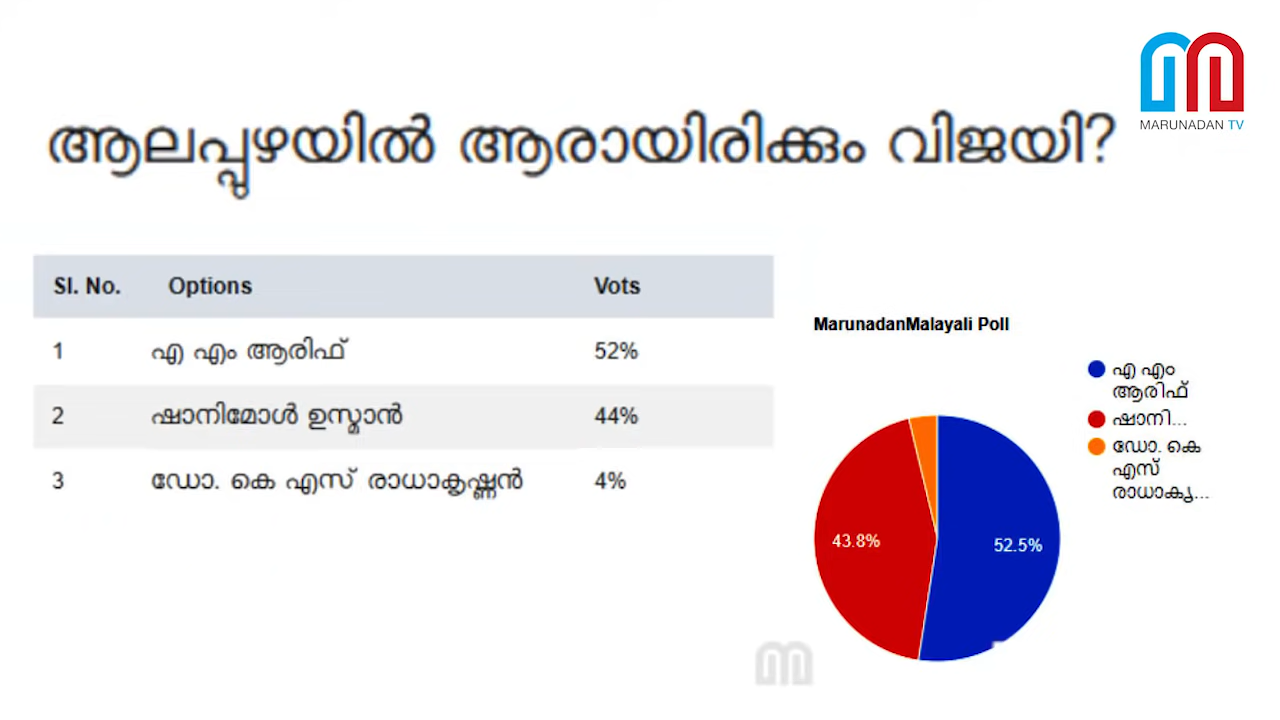 MARUNADAN TV
ആലപ്പുഴയിൽ ആരായിരിക്കും വിജയി?
Sl. No. Options Vots
1 എ എം ആരിഫ് 52%
2 ഷാനിമോൾ ഉസ്മാൻ 44%
3 ഡോ. കെ എസ് രാധാകൃഷ്ണൻ 4%
MarunadanMalayali Poll
എ എം
ആരിഫ്
ഷാനി...
ഡോ. കെ
എസ്
രാധാകൃ...
43.8%
52.5%